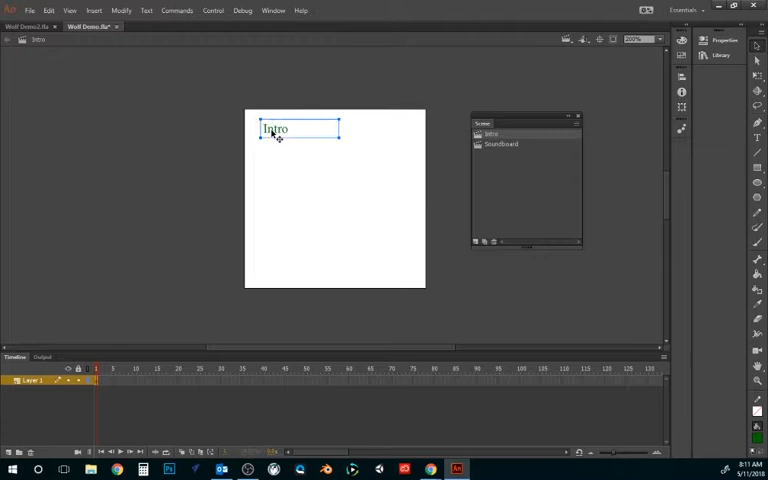 An File Edit View Insert Modify Text Commands Control Debug Window Help Essentials
Wolf Demo2.fla × Wolf Demo.fla* ×
Intro 200%
Properties
Library
Intro
Scene
Intro
Soundboard
Timeline Output
1 5 10 15 20 25 30 35 40 45 50 55 60 65 70 75 80 85 90 95 100 105 110 115 120 125 130
Layer 1
8:11 AM
5/11/2018